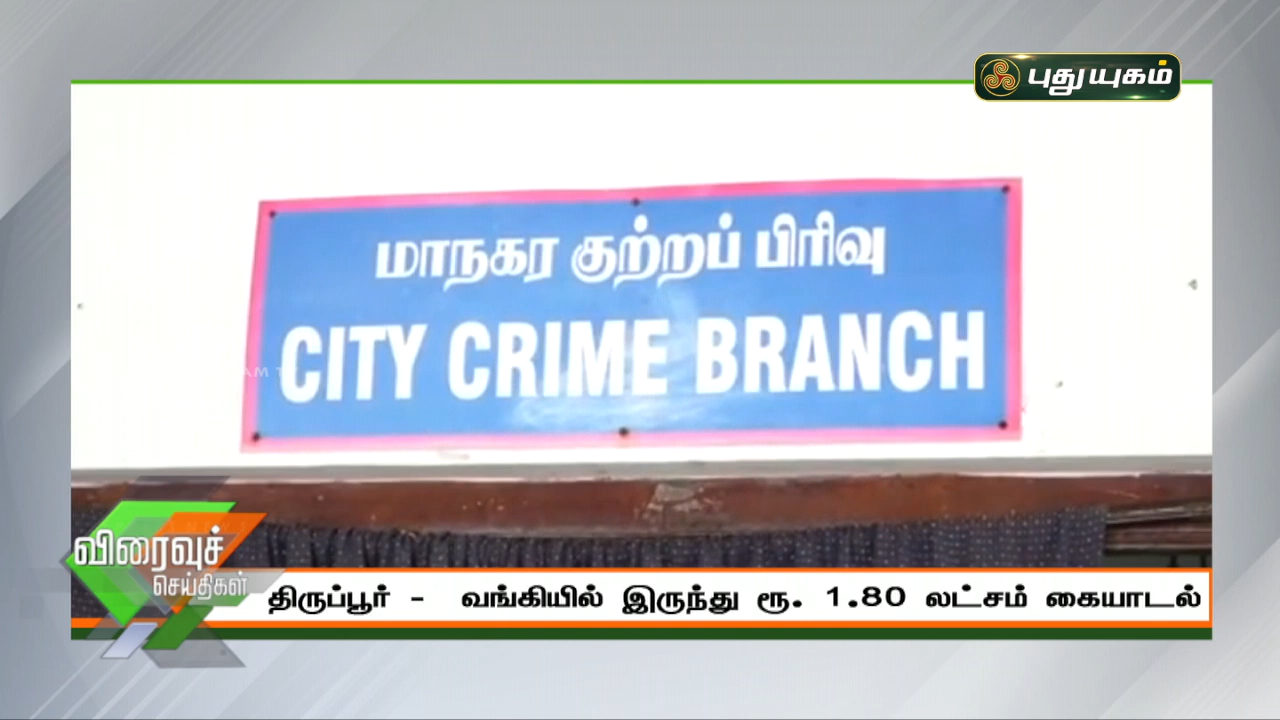 புதுயுகம்
மாநகர குற்றப் பிரிவு
CITY CRIME BRANCH
விரைவுச்
செய்திகள்
திருப்பூர் - வங்கியில் இருந்து ரூ. 1.80 லட்சம் கையாடல்